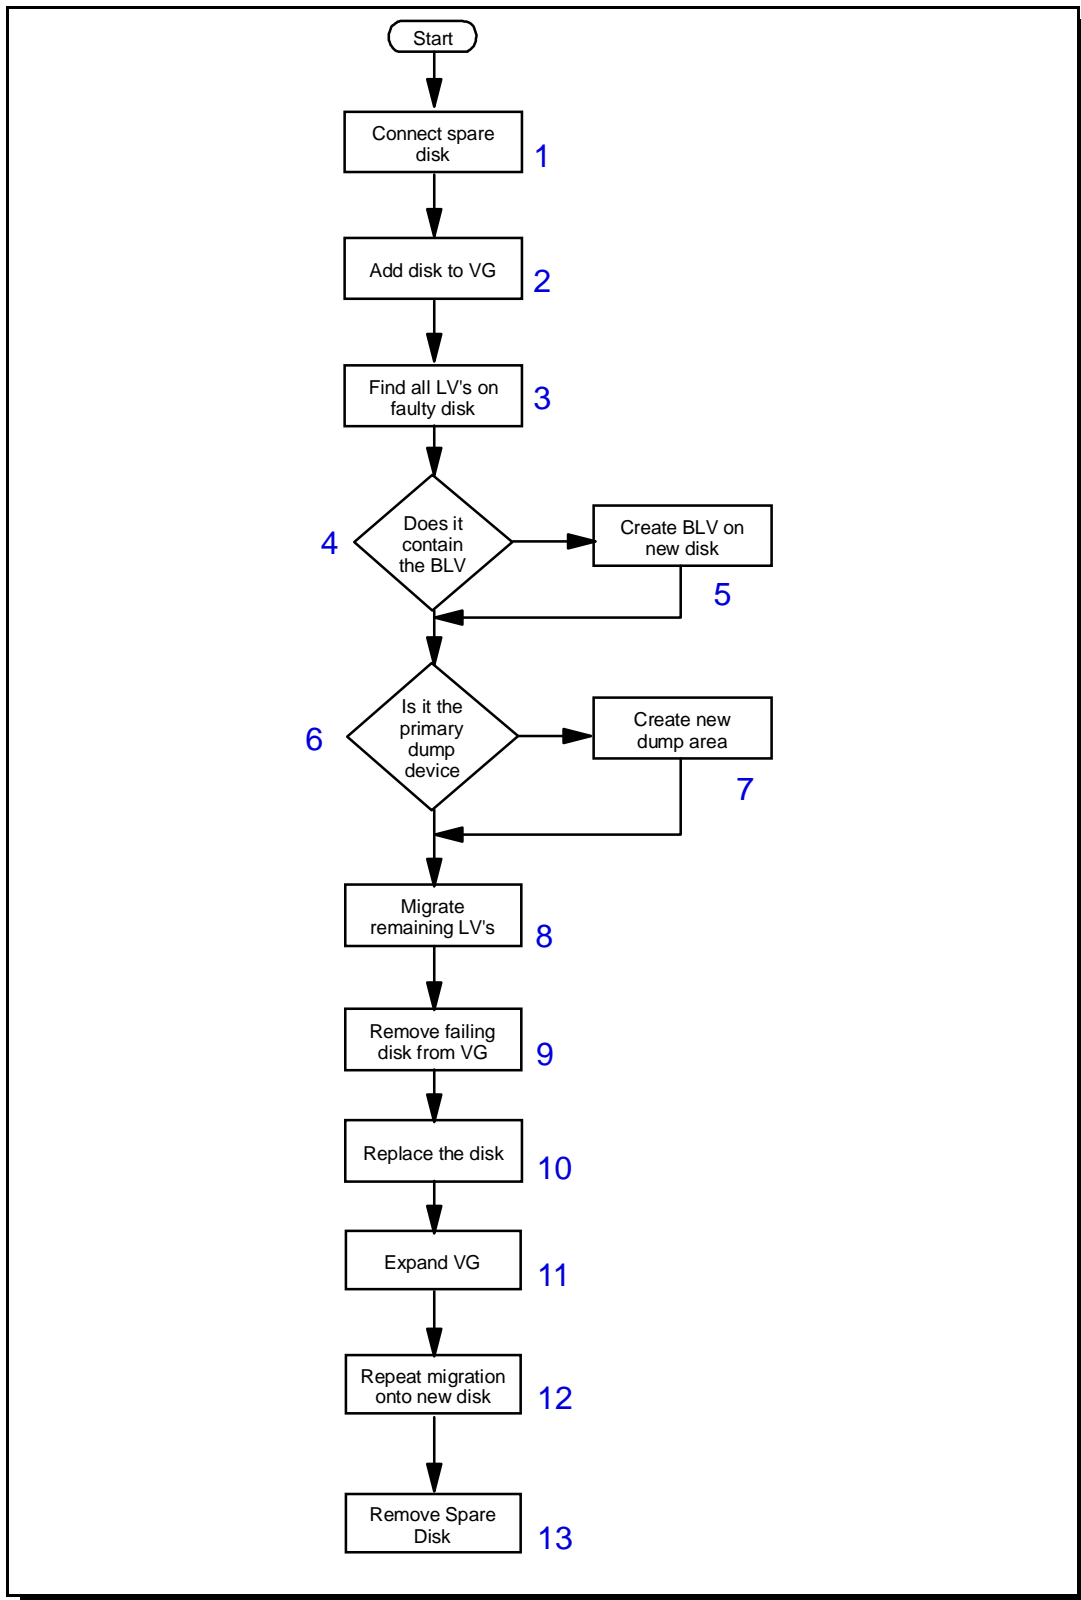 Start
Connect spare
disk
1
Add disk to VG
2
Find all LV's on
faulty disk
3
Does it
contain
the BLV
4
Create BLV on
new disk
5
Is it the
primary
dump
device
6
Create new
dump area
7
Migrate
remaining LV's
8
Remove failing
disk from VG
9
Replace the disk
10
Expand VG
11
Repeat migration
onto new disk
12
Remove Spare
Disk
13